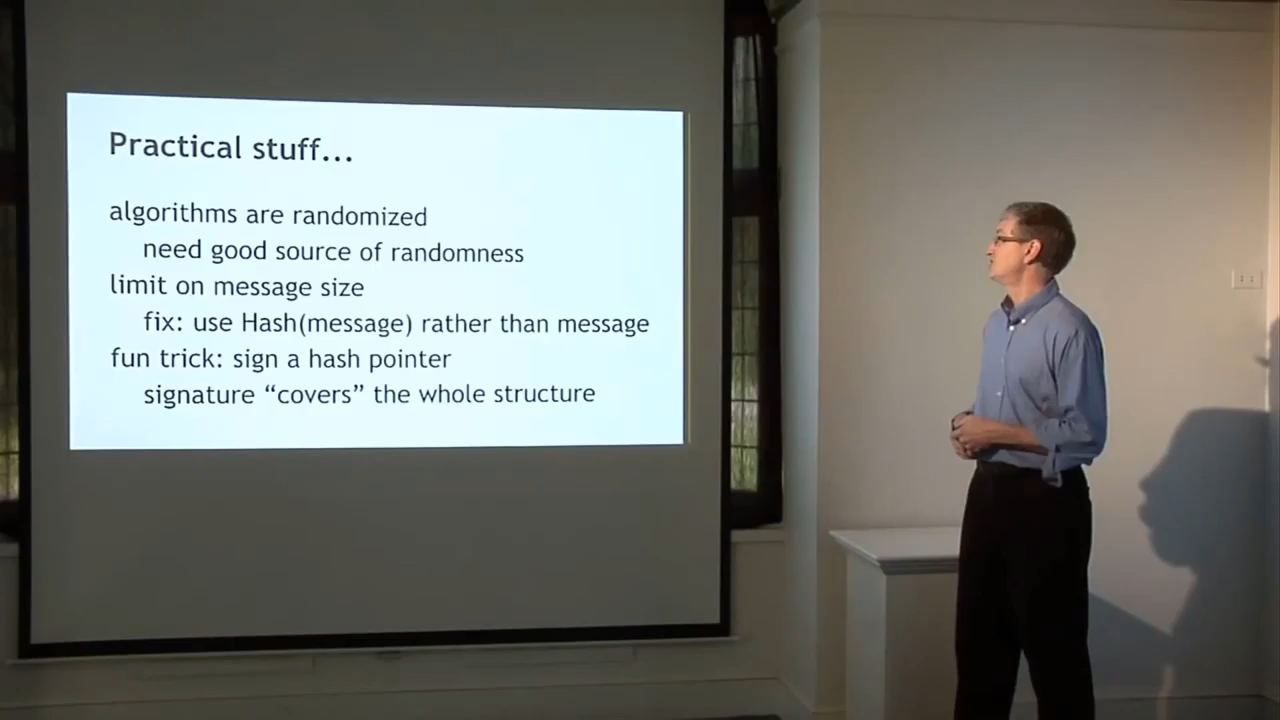 Practical stuff...
algorithms are randomized
need good source of randomness
limit on message size
fix: use Hash(message) rather than message
fun trick: sign a hash pointer
signature “covers” the whole structure